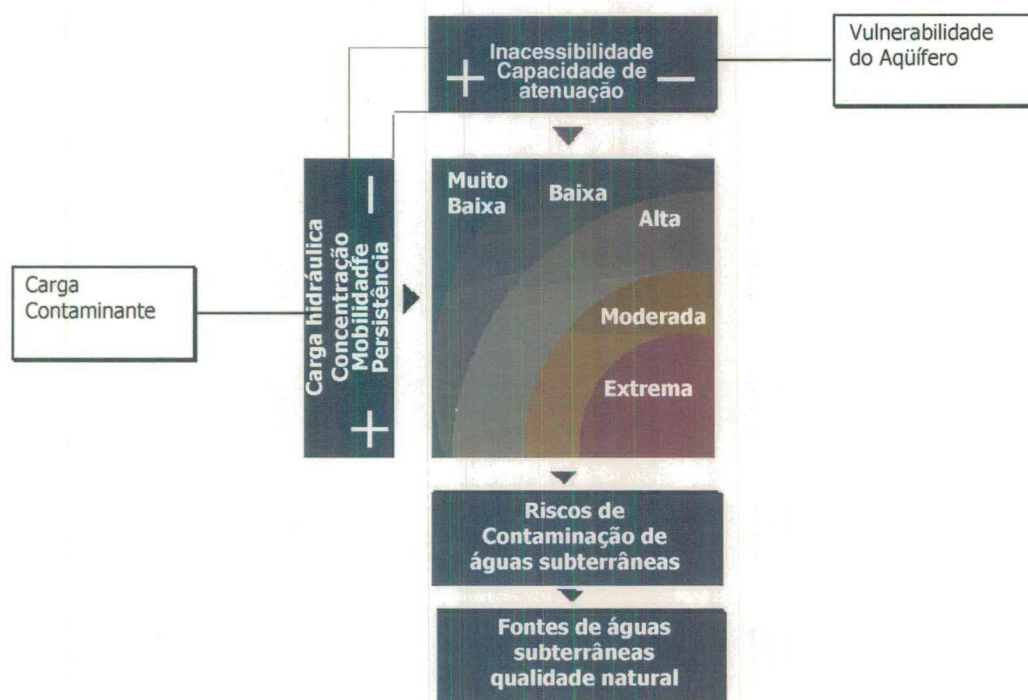 Inacessibilidade
Capacidade de
atenuação
+
−
Vulnerabilidade
do Aqüífero
Carga hidráulica
Concentração
Mobilidadfe
Persistência
−
+
Carga
Contaminante
Muito
Baixa
Baixa
Alta
Moderada
Extrema
Riscos de
Contaminação de
águas subterrâneas
Fontes de águas
subterrâneas
qualidade natural